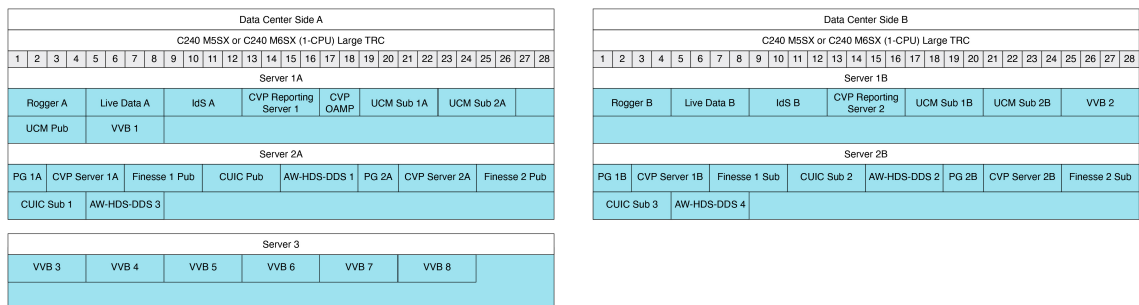 Data Center Side A
C240 M5SX or C240 M6SX (1-CPU) Large TRC
1 2 3 4 5 6 7 8 9 10 11 12 13 14 15 16 17 18 19 20 21 22 23 24 25 26 27 28
Server 1A
Rogger A Live Data A IdS A CVP Reporting Server 1 CVP OAMP UCM Sub 1A UCM Sub 2A
UCM Pub VVB 1
Server 2A
PG 1A CVP Server 1A Finesse 1 Pub CUIC Pub AW-HDS-DDS 1 PG 2A CVP Server 2A Finesse 2 Pub
CUIC Sub 1 AW-HDS-DDS 3
Server 3
VVB 3 VVB 4 VVB 5 VVB 6 VVB 7 VVB 8
Data Center Side B
C240 M5SX or C240 M6SX (1-CPU) Large TRC
1 2 3 4 5 6 7 8 9 10 11 12 13 14 15 16 17 18 19 20 21 22 23 24 25 26 27 28
Server 1B
Rogger B Live Data B IdS B CVP Reporting Server 2 UCM Sub 1B UCM Sub 2B VVB 2
Server 2B
PG 1B CVP Server 1B Finesse 1 Sub CUIC Sub 2 AW-HDS-DDS 2 PG 2B CVP Server 2B Finesse 2 Sub
CUIC Sub 3 AW-HDS-DDS 4